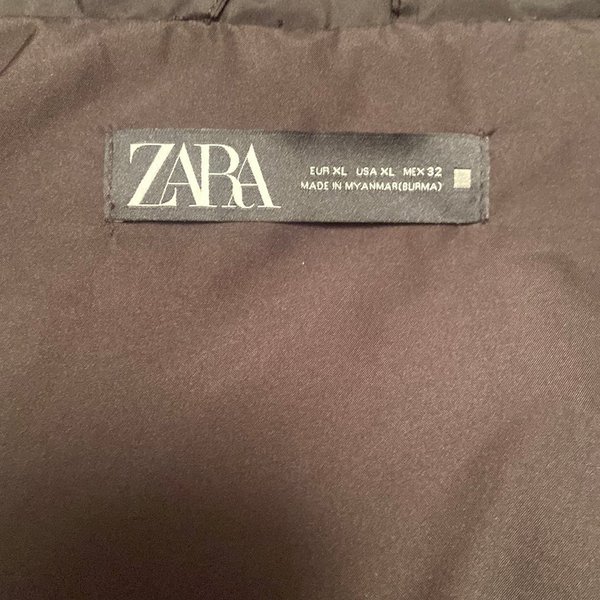 ZARA
EUR XL USA XL MEX 32
MADE IN MYANMAR(BURMA)